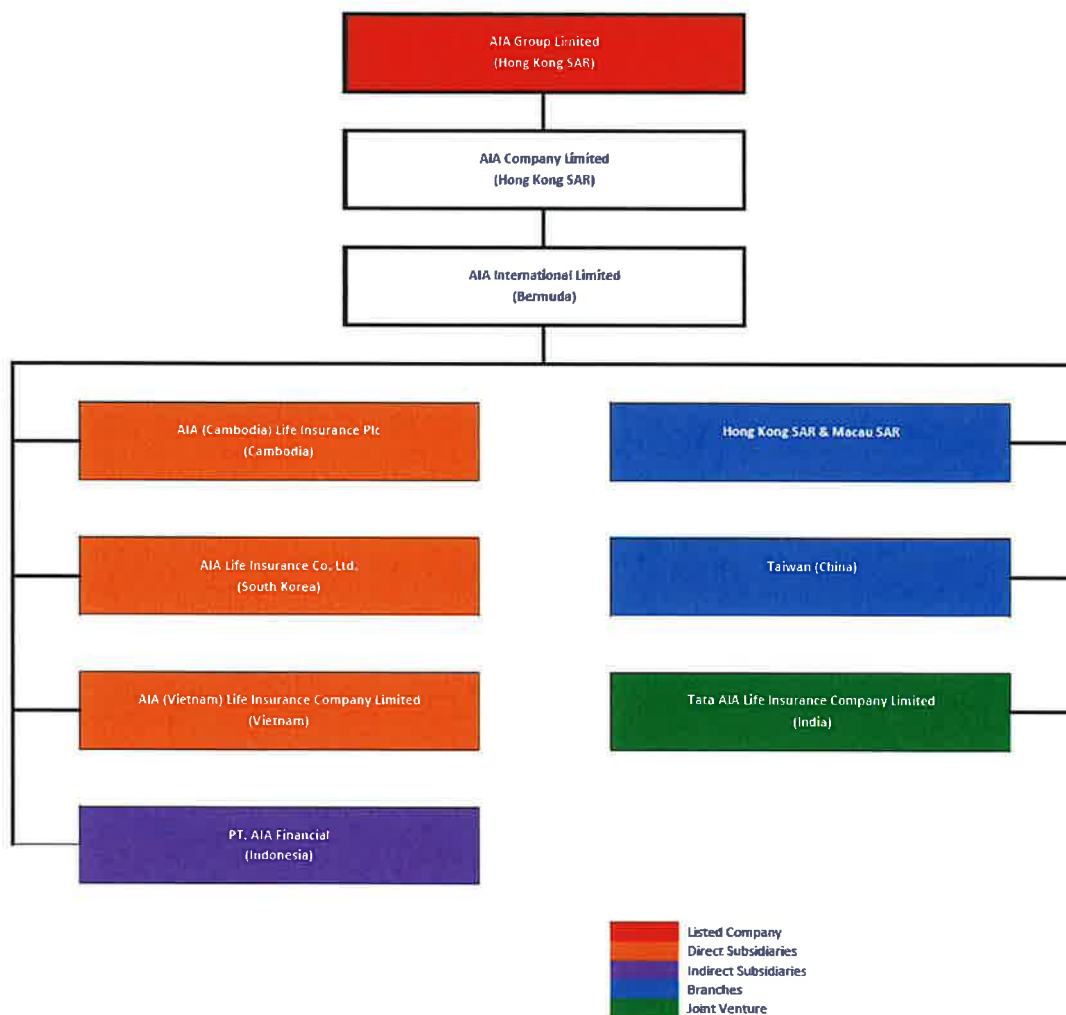 AIA Group Limited
(Hong Kong SAR)
AIA Company Limited
(Hong Kong SAR)
AIA International Limited
(Bermuda)
AIA (Cambodia) Life Insurance Plc
(Cambodia)
Hong Kong SAR & Macau SAR
AIA Life Insurance Co. Ltd.
(South Korea)
Taiwan (China)
AIA (Vietnam) Life Insurance Company Limited
(Vietnam)
Tata AIA Life Insurance Company Limited
(India)
PT. AIA Financial
(Indonesia)
Listed Company
Direct Subsidiaries
Indirect Subsidiaries
Branches
Joint Venture